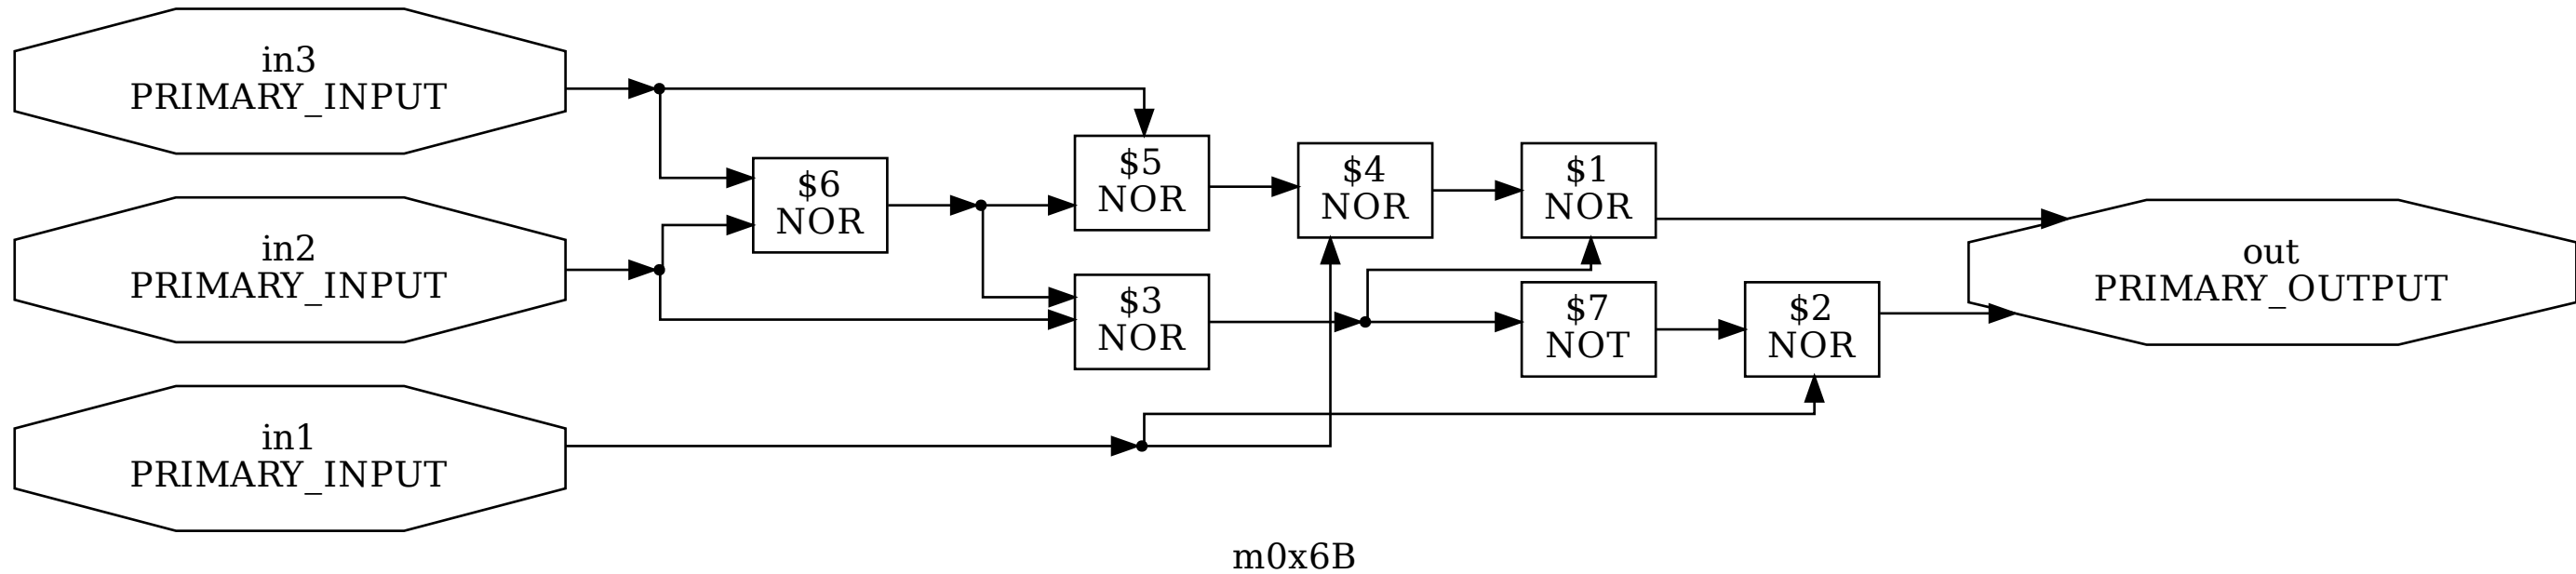 in3
PRIMARY_INPUT
in2
PRIMARY_INPUT
in1
PRIMARY_INPUT
$6
NOR
$5
NOR
$3
NOR
$4
NOR
$1
NOR
$7
NOT
$2
NOR
out
PRIMARY_OUTPUT
m0x6B